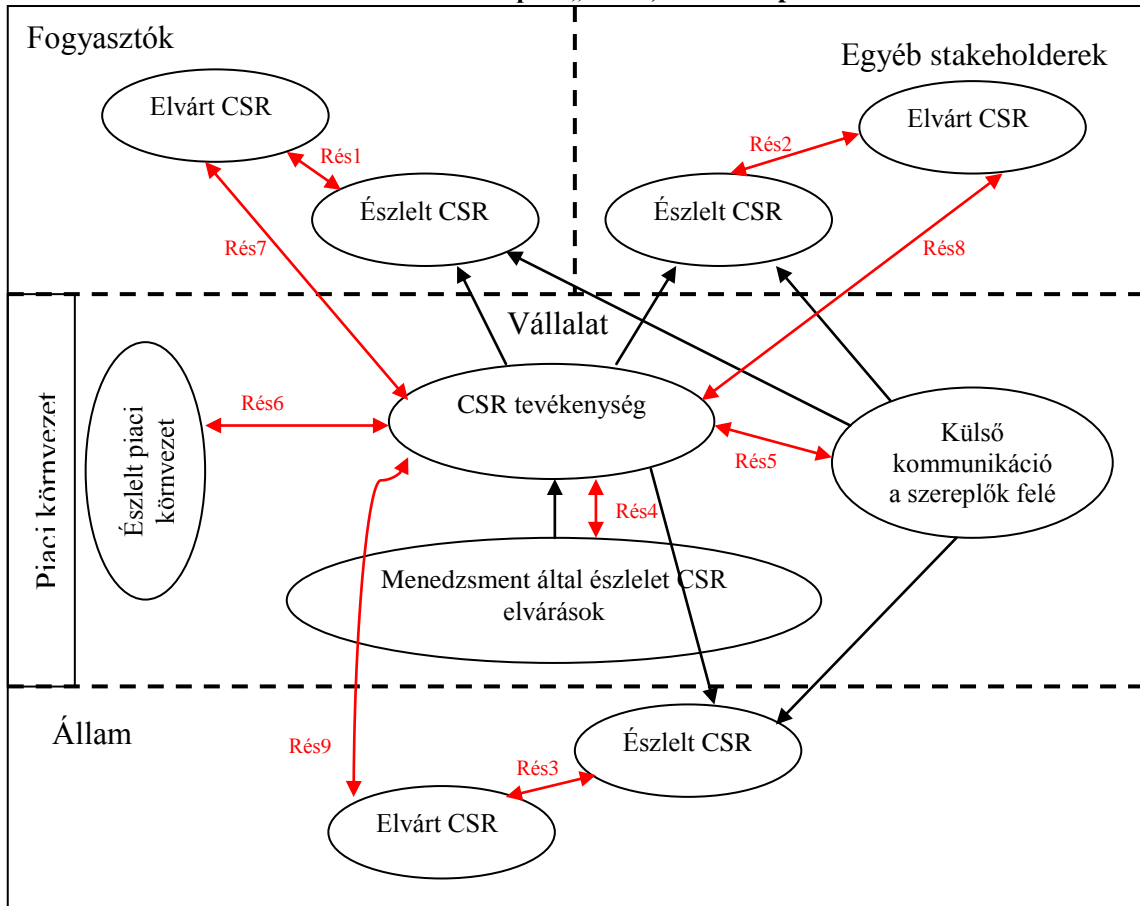 Fogyasztók
Egyéb stakeholderek
Elvárt CSR
Elvárt CSR
Rés1
Rés2
Észlelt CSR
Észlelt CSR
Rés7
Rés8
Vállalat
Piaci környezet
Észlelt piaci
környezet
Rés6
CSR tevékenység
Rés5
Külső
kommunikáció
a szereplők felé
Rés4
Menedzsment által észlelet CSR
elvárások
Állam
Rés9
Észlelt CSR
Rés3
Elvárt CSR